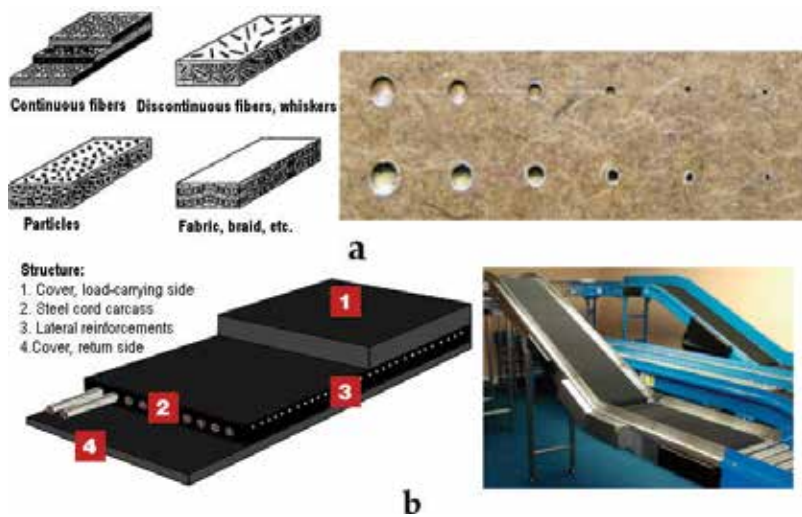 Continuous fibers
Discontinuous fibers, whiskers
Particles
Fabric, braid, etc.
a
Structure:
1. Cover, load-carrying side
2. Steel cord carcass
3. Lateral reinforcements
4.Cover, return side
1
2
3
4
b